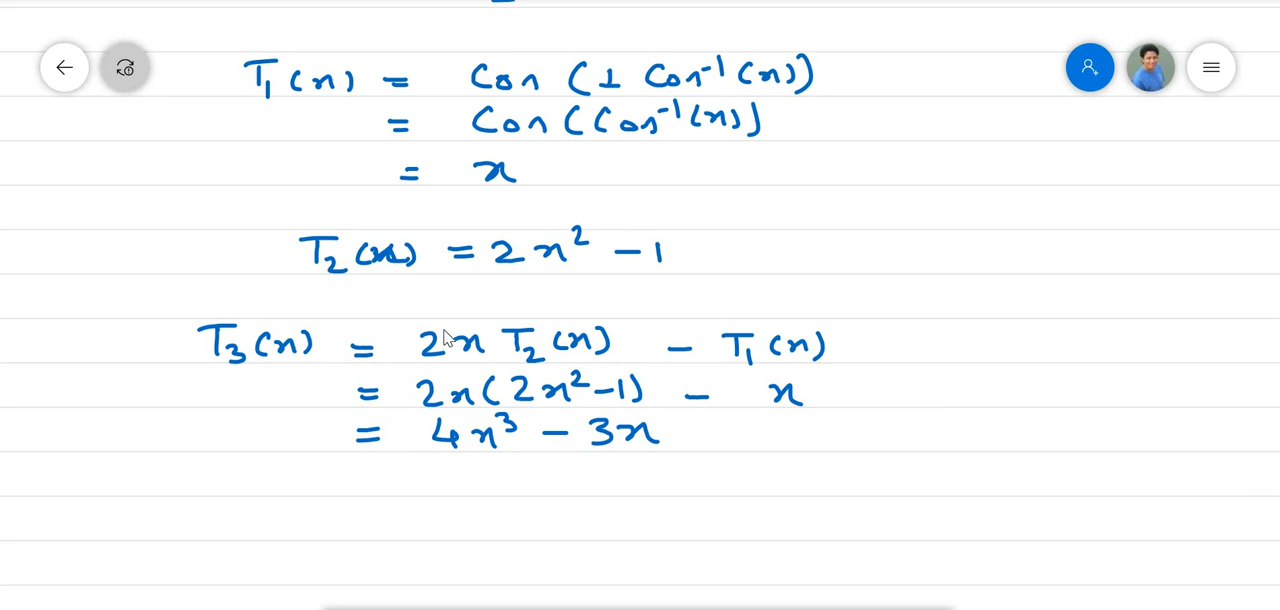 T₁(x) = Cos (1 Cos⁻¹(x))
= Cos (Cos⁻¹(x))
= x
T₂(x) = 2x² - 1
T₃(x) = 2x T₂(x) - T₁(x)
= 2x(2x²-1) - x
= 4x³ - 3x